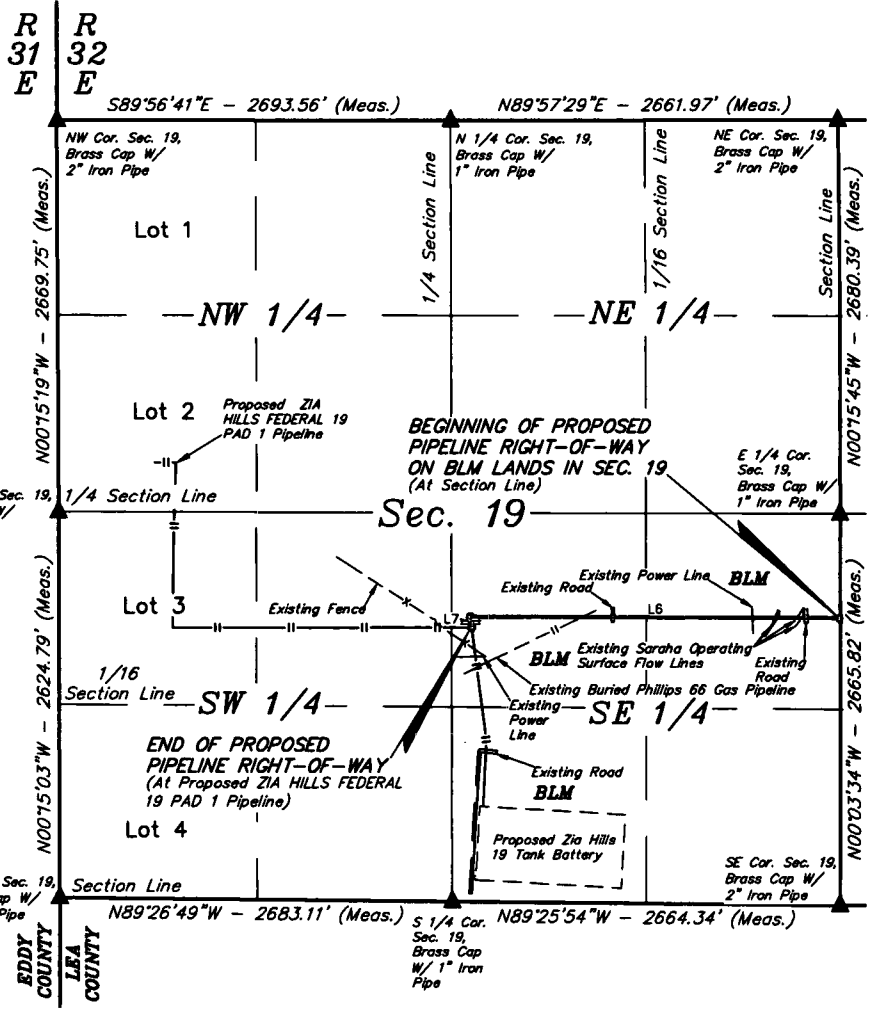 R
31
E
R
32
E
S89°56'41"E - 2693.56' (Meas.)
N89°57'29"E - 2661.97' (Meas.)
NW Cor. Sec. 19,
Brass Cap W/
2" Iron Pipe
N 1/4 Cor. Sec. 19,
Brass Cap W/
1" Iron Pipe
NE Cor. Sec. 19,
Brass Cap W/
2" Iron Pipe
N00°15'19"W - 2669.75' (Meas.)
1/4 Section Line
1/16 Section Line
Section Line
N00°15'45"W - 2680.39' (Meas.)
Lot 1
NW 1/4
NE 1/4
Lot 2
Proposed ZIA
HILLS FEDERAL 19
PAD 1 Pipeline
BEGINNING OF PROPOSED
PIPELINE RIGHT-OF-WAY
ON BLM LANDS IN SEC. 19
(At Section Line)
E 1/4 Cor.
Sec. 19,
Brass Cap W/
1" Iron Pipe
Sec. 19,
W/
1/4 Section Line
Sec. 19
Lot 3
Existing Fence
L7
Existing Road
Existing Power Line
BLM
L6
BLM
Existing Saraha Operating
Surface Flow Lines
Existing
Road
Existing Buried Phillips 66 Gas Pipeline
Existing
Power
Line
1/16
Section Line
SW 1/4
SE 1/4
N00°15'03"W - 2624.79' (Meas.)
N00°03'34"W - 2665.82' (Meas.)
END OF PROPOSED
PIPELINE RIGHT-OF-WAY
(At Proposed ZIA HILLS FEDERAL
19 PAD 1 Pipeline)
Existing Road
BLM
Lot 4
Proposed Zia Hills
19 Tank Battery
SE Cor. Sec. 19,
Brass Cap W/
2" Iron Pipe
Sec. 19,
ap W/
Pipe
Section Line
N89°26'49"W - 2683.11' (Meas.)
N89°25'54"W - 2664.34' (Meas.)
S 1/4 Cor.
Sec. 19,
Brass Cap
W/ 1" Iron
Pipe
EDDY
COUNTY
LEA
COUNTY